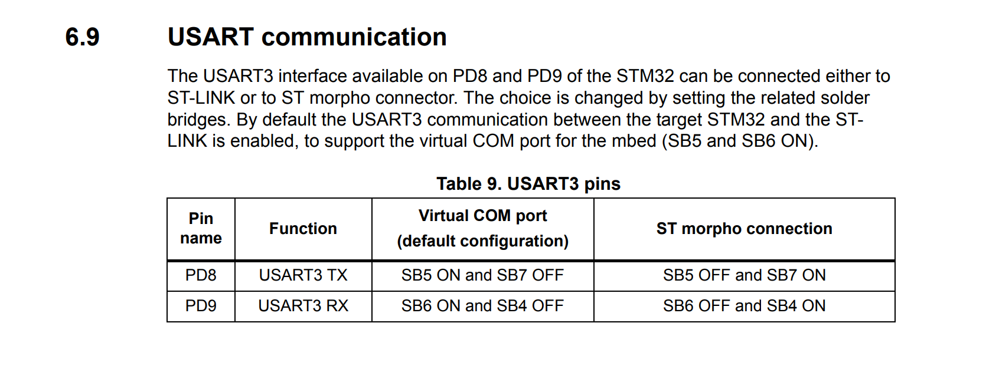 6.9 USART communication
The USART3 interface available on PD8 and PD9 of the STM32 can be connected either to
ST-LINK or to ST morpho connector. The choice is changed by setting the related solder
bridges. By default the USART3 communication between the target STM32 and the ST-
LINK is enabled, to support the virtual COM port for the mbed (SB5 and SB6 ON).
Table 9. USART3 pins
Pin name Function Virtual COM port (default configuration) ST morpho connection
PD8 USART3 TX SB5 ON and SB7 OFF SB5 OFF and SB7 ON
PD9 USART3 RX SB6 ON and SB4 OFF SB6 OFF and SB4 ON